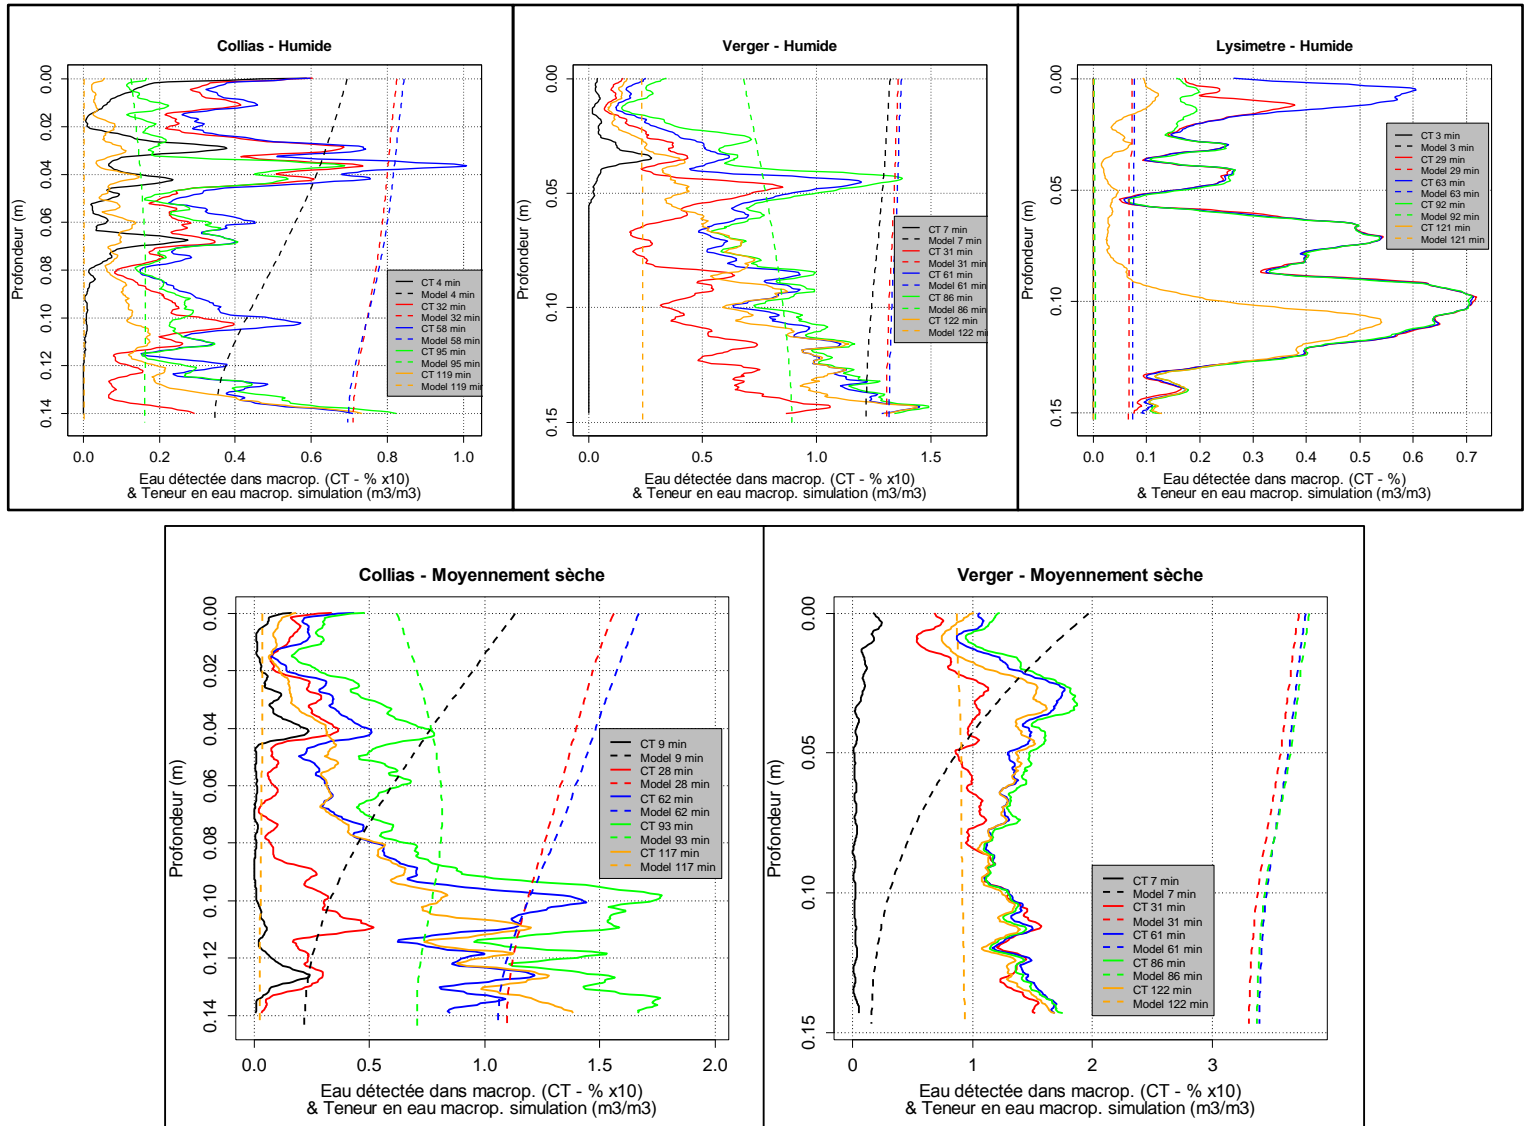 Collias - Humide
Profondeur (m)
0.00
0.02
0.04
0.06
0.08
0.10
0.12
0.14
CT 4 min
Model 4 min
CT 32 min
Model 32 min
CT 58 min
Model 58 min
CT 95 min
Model 95 min
CT 119 min
Model 119 min
0.0 0.2 0.4 0.6 0.8 1.0
Eau détectée dans macrop. (CT - % x10)
& Teneur en eau macrop. simulation (m3/m3)
Verger - Humide
Profondeur (m)
0.00
0.05
0.10
0.15
CT 7 min
Model 7 min
CT 31 min
Model 31 min
CT 61 min
Model 61 min
CT 86 min
Model 86 min
CT 122 min
Model 122 min
0.0 0.5 1.0 1.5
Eau détectée dans macrop. (CT - % x10)
& Teneur en eau macrop. simulation (m3/m3)
Lysimetre - Humide
Profondeur (m)
0.00
0.05
0.10
0.15
CT 3 min
Model 3 min
CT 29 min
Model 29 min
CT 63 min
Model 63 min
CT 92 min
Model 92 min
CT 121 min
Model 121 min
0.0 0.1 0.2 0.3 0.4 0.5 0.6 0.7
Eau détectée dans macrop. (CT - %)
& Teneur en eau macrop. simulation (m3/m3)
Collias - Moyennement sèche
Profondeur (m)
0.00
0.02
0.04
0.06
0.08
0.10
0.12
0.14
CT 9 min
Model 9 min
CT 28 min
Model 28 min
CT 62 min
Model 62 min
CT 93 min
Model 93 min
CT 117 min
Model 117 min
0.0 0.5 1.0 1.5 2.0
Eau détectée dans macrop. (CT - % x10)
& Teneur en eau macrop. simulation (m3/m3)
Verger - Moyennement sèche
Profondeur (m)
0.00
0.05
0.10
0.15
CT 7 min
Model 7 min
CT 31 min
Model 31 min
CT 61 min
Model 61 min
CT 86 min
Model 86 min
CT 122 min
Model 122 min
0 1 2 3
Eau détectée dans macrop. (CT - % x10)
& Teneur en eau macrop. simulation (m3/m3)